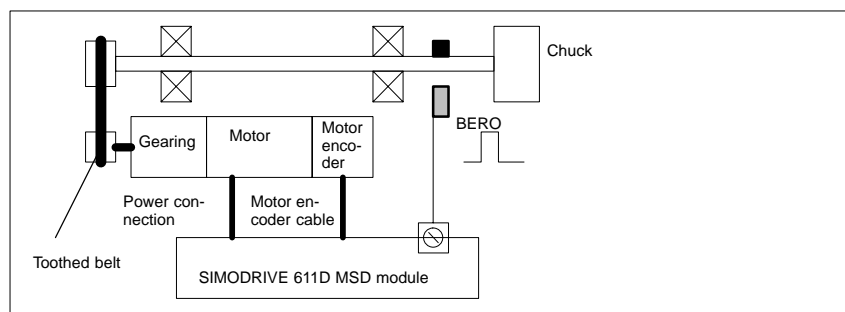 Chuck
BERO
Gearing
Motor
Motor
enco-
der
Power con-
nection
Motor en-
coder cable
Toothed belt
SIMODRIVE 611D MSD module